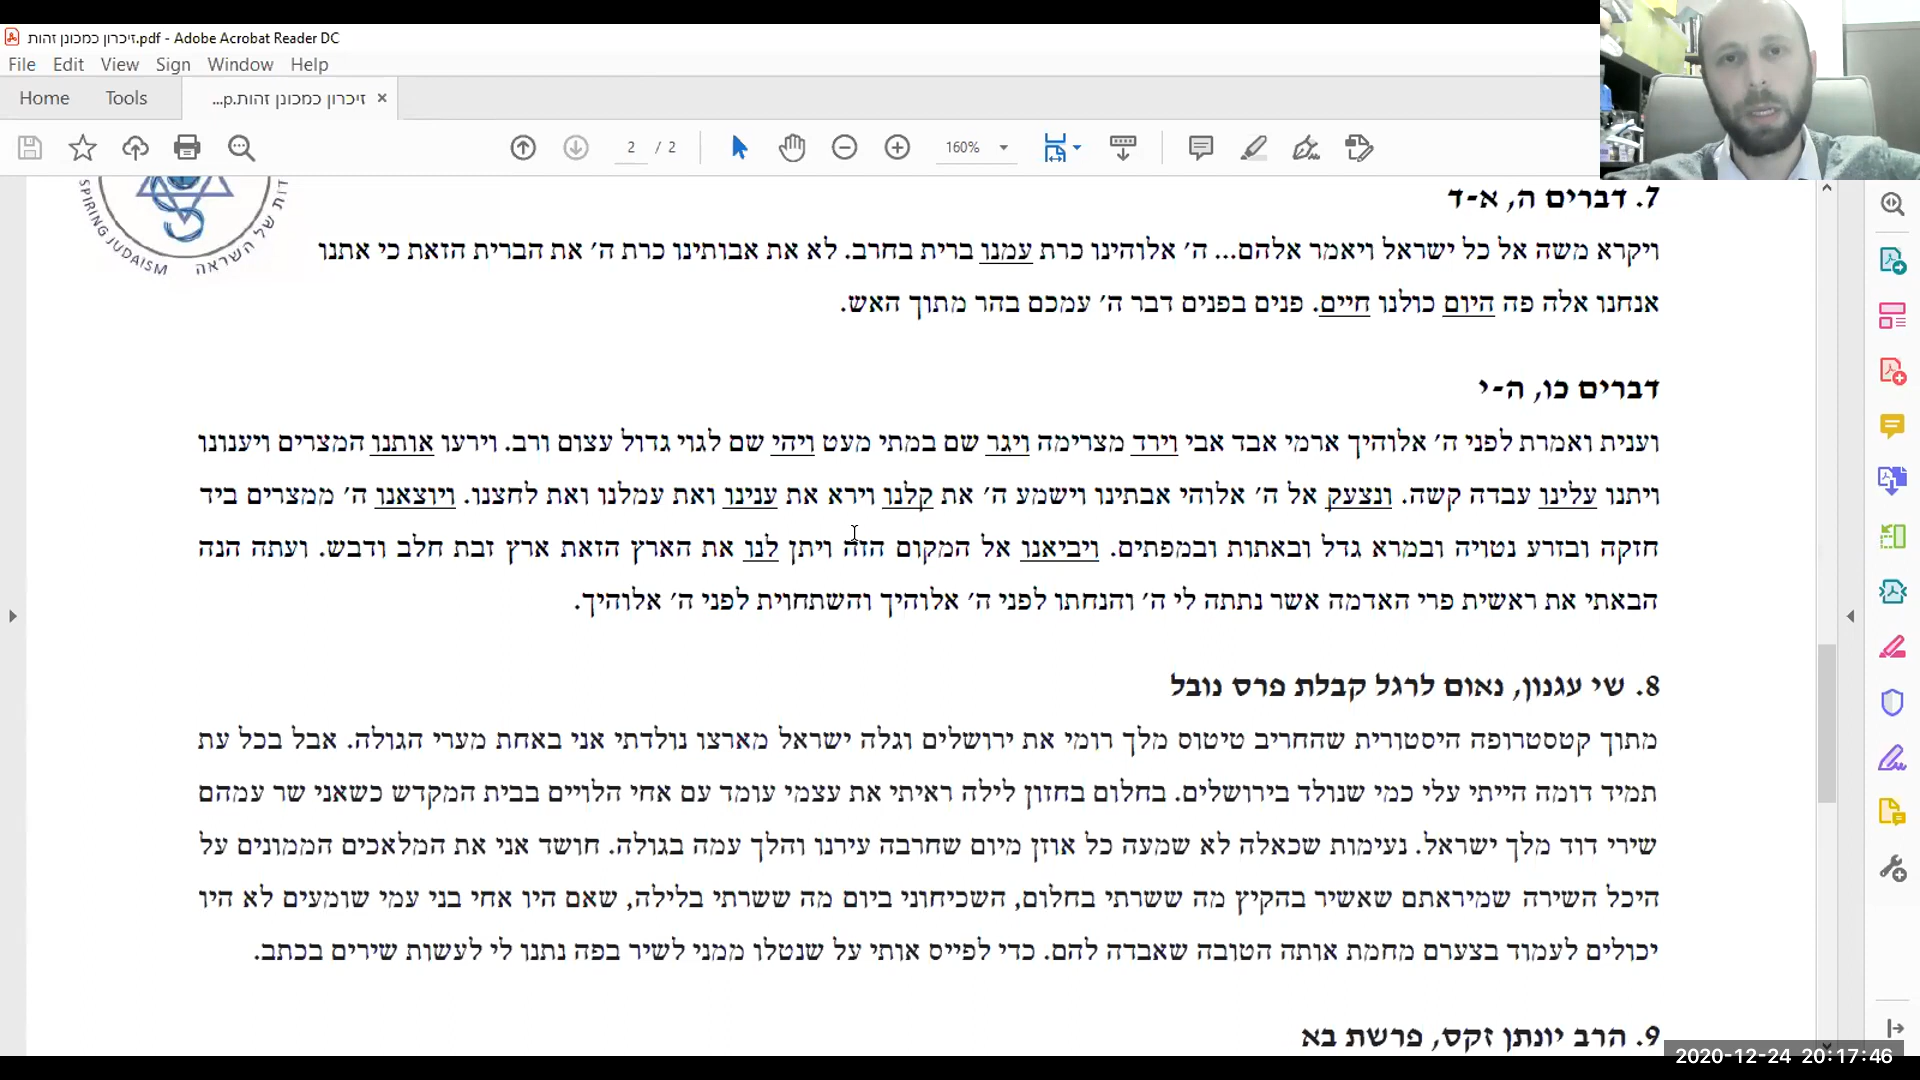 זיכרון כמכונן זהות.pdf - Adobe Acrobat Reader DC
File Edit View Sign Window Help
Home Tools זיכרון כמכונן זהות.p... ×
2 / 2 160%
SPIRING JUDAISM דות של השראה
7. דברים ה, א-ד
ויקרא משה אל כל ישראל ויאמר אלהם... ה' אלוהינו כרת עמנו ברית בחרב. לא את אבותינו כרת ה' את הברית הזאת כי אתנו
אנחנו אלה פה היום כולנו חיים. פנים בפנים דבר ה' עמכם בהר מתוך האש.
דברים כו, ה-י
וענית ואמרת לפני ה' אלוהיך ארמי אבד אבי וירד מצרימה ויגר שם במתי מעט ויהי שם לגוי גדול עצום ורב. וירעו אותנו המצרים ויענונו
ויתנו עלינו עבדה קשה. ונצעק אל ה' אלוהי אבתינו וישמע ה' את קלנו וירא את ענינו ואת עמלנו ואת לחצנו. ויוצאנו ה' ממצרים ביד
חזקה ובזרע נטויה ובמרא גדל ובאתות ובמפתים. ויביאנו אל המקום הזה ויתן לנו את הארץ הזאת ארץ זבת חלב ודבש. ועתה הנה
הבאתי את ראשית פרי האדמה אשר נתתה לי ה' והנחתו לפני ה' אלוהיך והשתחוית לפני ה' אלוהיך.
8. שי עגנון, נאום לרגל קבלת פרס נובל
מתוך קטסטרופה היסטורית שהחריב טיטוס מלך רומי את ירושלים וגלה ישראל מארצו נולדתי אני באחת מערי הגולה. אבל בכל עת
תמיד דומה הייתי עלי כמי שנולד בירושלים. בחלום בחזון לילה ראיתי את עצמי עומד עם אחי הלויים בבית המקדש כשאני שר עמהם
שירי דוד מלך ישראל. נעימות שכאלה לא שמעה כל אוזן מיום שחרבה עירנו והלך עמה בגולה. חושד אני את המלאכים הממונים על
היכל השירה שמיראתם שאשיר בהקיץ מה ששרתי בחלום, השכיחוני ביום מה ששרתי בלילה, שאם היו אחי בני עמי שומעים לא היו
יכולים לעמוד בצערם מחמת אותה הטובה שאבדה להם. כדי לפייס אותי על שנטלו ממני לשיר בפה נתנו לי לעשות שירים בכתב.
9. הרב יונתן זקס, פרשת בא
2020-12-24 20:17:46